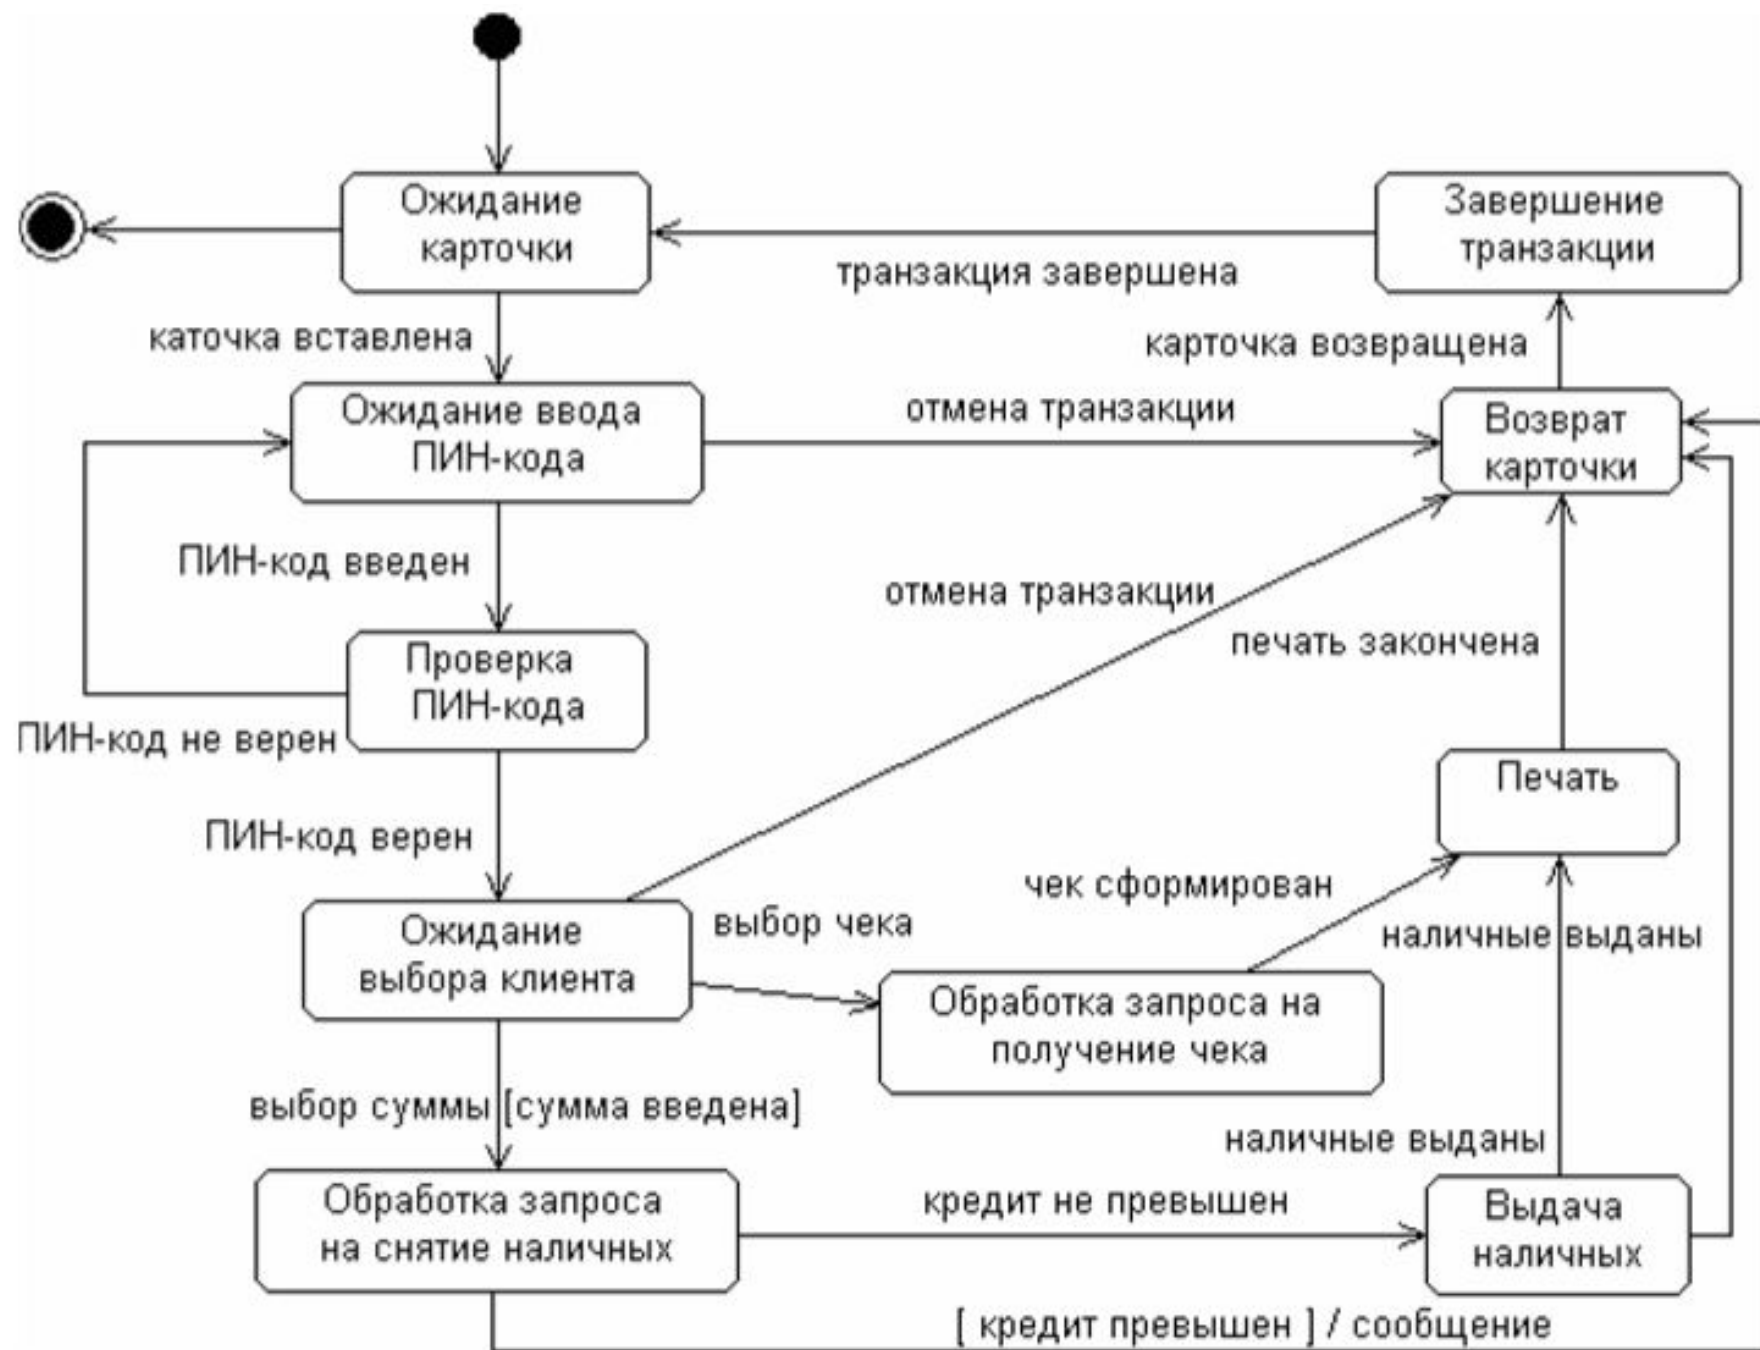 Ожидание
карточки
Завершение
транзакции
транзакция завершена
каточка вставлена
карточка возвращена
Ожидание ввода
ПИН-кода
отмена транзакции
Возврат
карточки
ПИН-код введен
отмена транзакции
печать закончена
Проверка
ПИН-кода
ПИН-код не верен
Печать
ПИН-код верен
чек сформирован
Ожидание
выбора клиента
выбор чека
наличные выданы
Обработка запроса на
получение чека
выбор суммы [сумма введена]
наличные выданы
Обработка запроса
на снятие наличных
кредит не превышен
Выдача
наличных
[ кредит превышен ] / сообщение